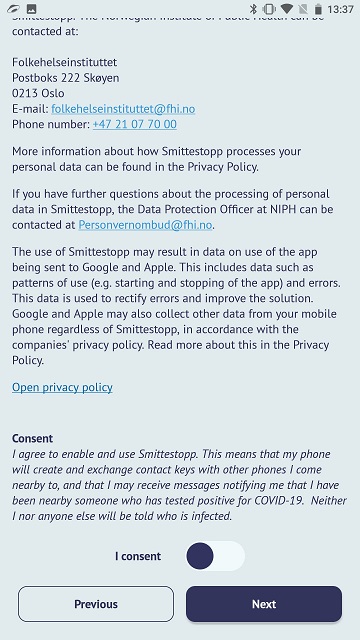 13:37
Smittestopp. The Norwegian Institute of Public Health can be
contacted at:
Folkehelseinstituttet
Postboks 222 Skøyen
0213 Oslo
E-mail: folkehelseinstituttet@fhi.no
Phone number: +47 21 07 70 00
More information about how Smittestopp processes your
personal data can be found in the Privacy Policy.
If you have further questions about the processing of personal
data in Smittestopp, the Data Protection Officer at NIPH can be
contacted at Personvernombud@fhi.no.
The use of Smittestopp may result in data on use of the app
being sent to Google and Apple. This includes data such as
patterns of use (e.g. starting and stopping of the app) and errors.
This data is used to rectify errors and improve the solution.
Google and Apple may also collect other data from your mobile
phone regardless of Smittestopp, in accordance with the
companies' privacy policy. Read more about this in the Privacy
Policy.
Open privacy policy
Consent
I agree to enable and use Smittestopp. This means that my phone
will create and exchange contact keys with other phones I come
nearby to, and that I may receive messages notifying me that I have
been nearby someone who has tested positive for COVID-19. Neither
I nor anyone else will be told who is infected.
I consent
Previous
Next